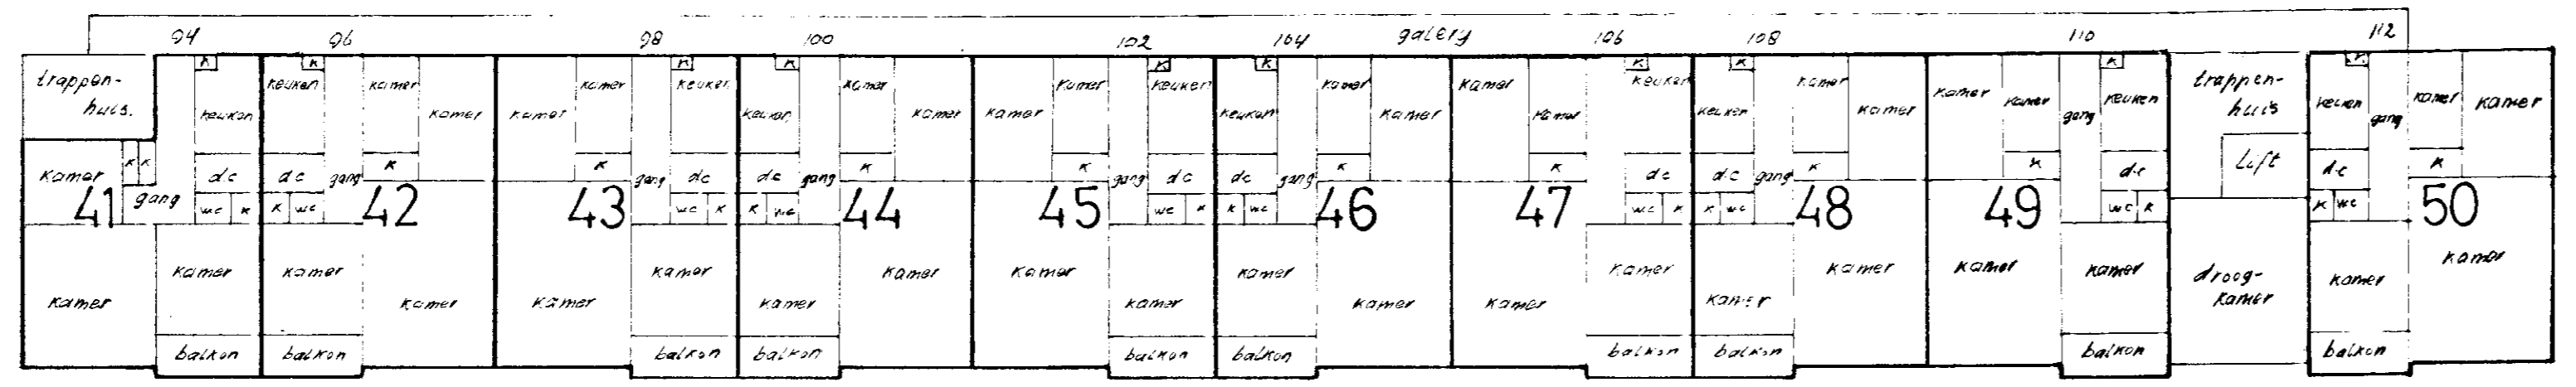 94 96 98 100 102 104 galery 106 108 110 112
trappen-
huis.
kamer
k k
41 gang
kamer
k
keuken
dc
wc k
kamer
balkon
k
keuken kamer
kamer
k
dc gang
k wc 42
kamer
kamer
balkon
kamer
kamer
k
43
kamer
k
keuken
gang dc
wc k
kamer
balkon
k
kamer
keuken kamer
k
dc gang
k wc 44
kamer
kamer
balkon
kamer
kamer
k
45
kamer
k
keuken
gang dc
wc k
kamer
balkon
k
kamer
keuken kamer
k
dc gang
k wc 46
kamer
kamer
balkon
kamer
kamer
k
47
kamer
k
keuken
dc
wc k
kamer
balkon
k
kamer
keuken kamer
k
dc gang
k wc 48
kamer
kamer
balkon
kamer
kamer
k
49
kamer
k
keuken
gang
dc
wc k
kamer
balkon
trappen-
huis
Lift
droog-
kamer
k
keuken kamer kamer
gang
dc k
k wc 50
kamer
kamer
balkon